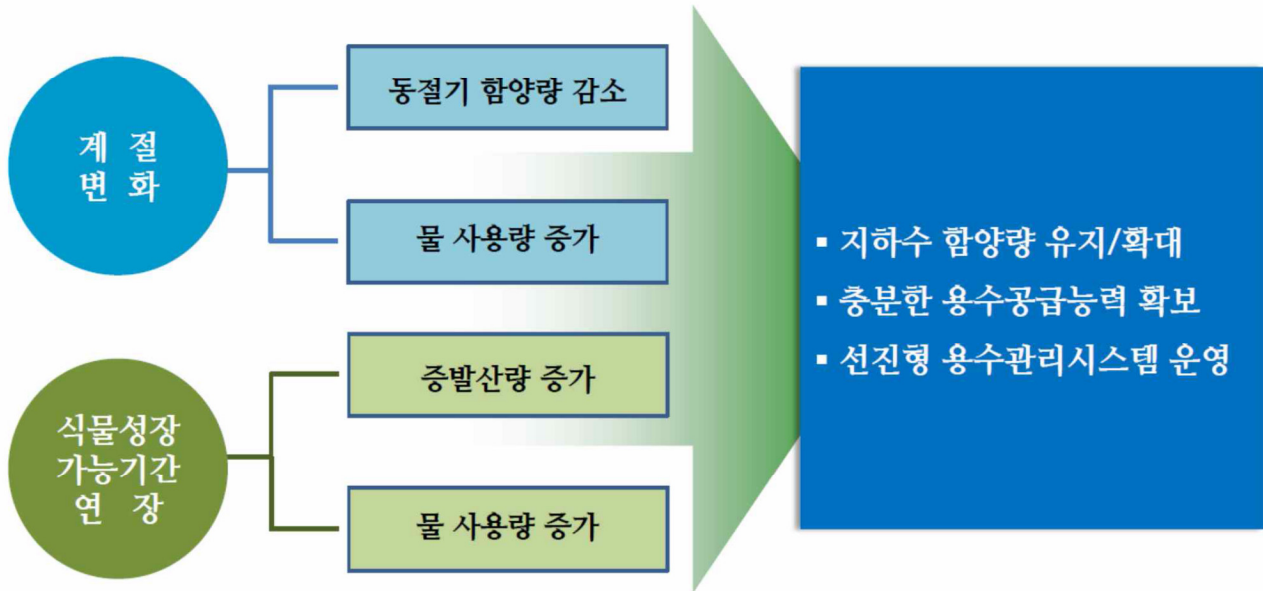 계 절
변 화
동절기 함양량 감소
물 사용량 증가
식물성장
가능기간
연 장
증발산량 증가
물 사용량 증가
▪ 지하수 함양량 유지/확대
▪ 충분한 용수공급능력 확보
▪ 선진형 용수관리시스템 운영